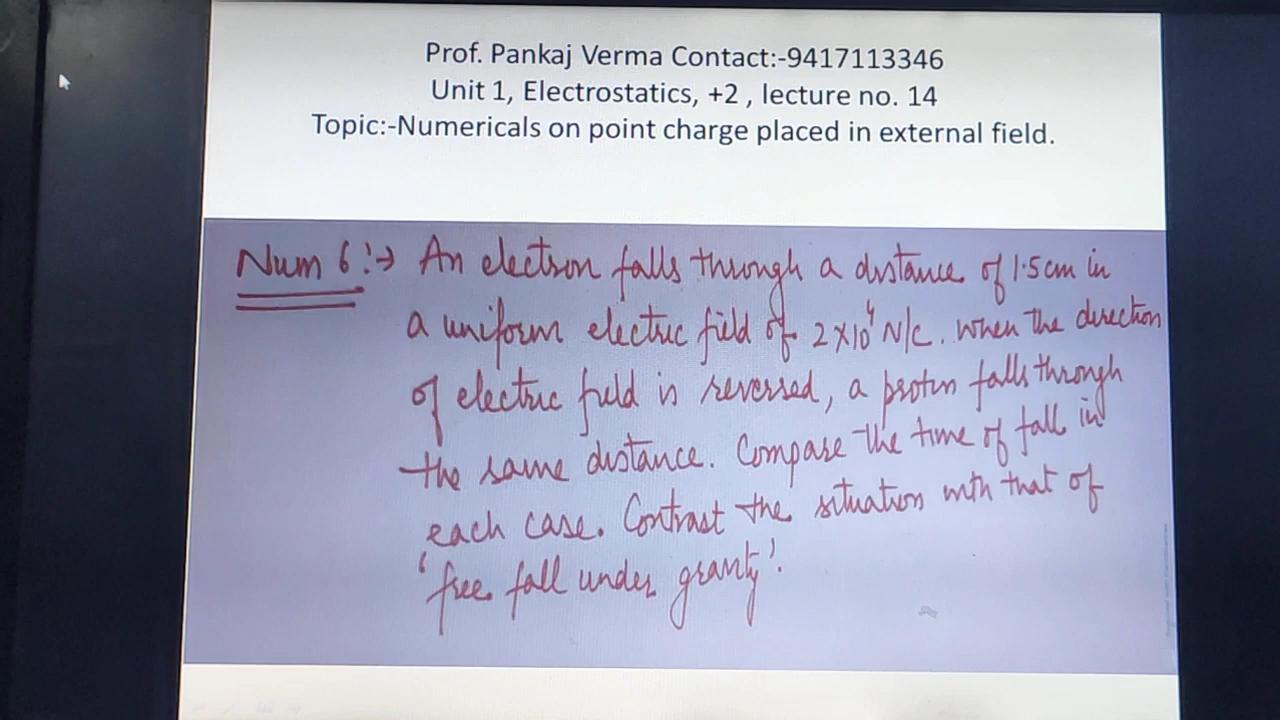 Prof. Pankaj Verma Contact:-9417113346
Unit 1, Electrostatics, +2 , lecture no. 14
Topic:-Numericals on point charge placed in external field.
Num 6:→ An electron falls through a distance of 1.5 cm in
a uniform electric field of 2×10⁴ N/C. When the direction
of electric field is reversed, a proton falls through
the same distance. Compare the time of fall in
each case. Contrast the situation with that of
'free fall under gravity'.